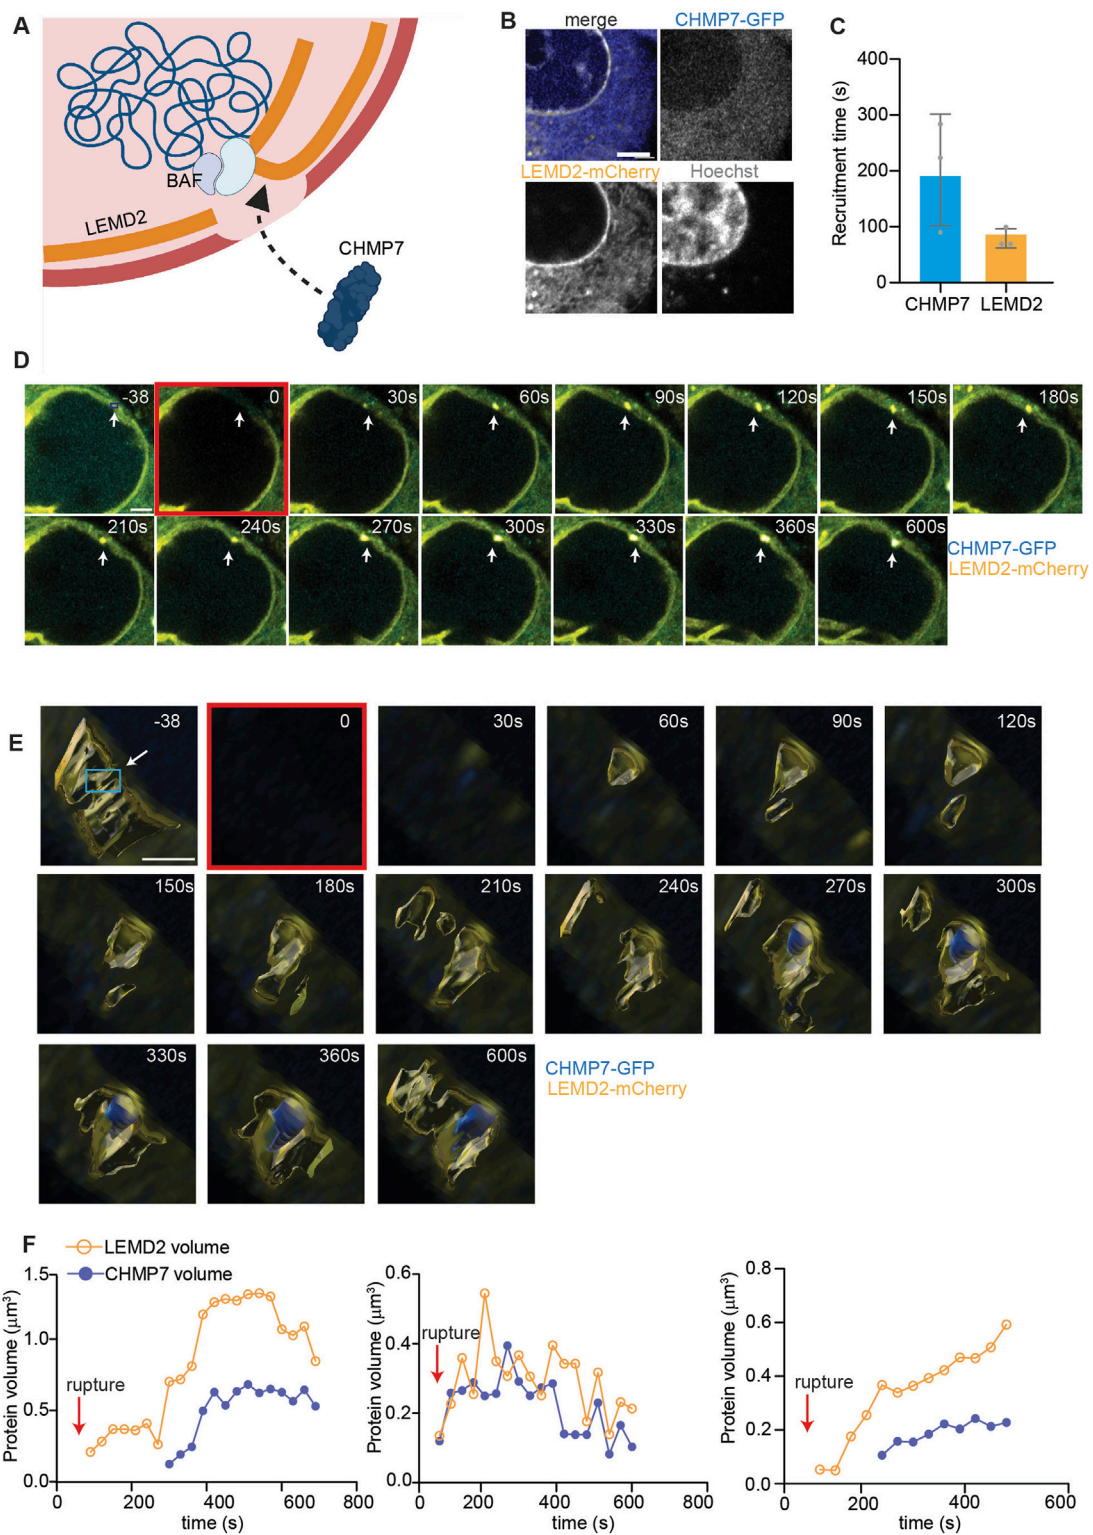 A
BAF
LEMD2
CHMP7
B
merge
CHMP7-GFP
LEMD2-mCherry
Hoechst
C
Recruitment time (s)
400
300
200
100
0
CHMP7
LEMD2
D
-38
0
30s
60s
90s
120s
150s
180s
210s
240s
270s
300s
330s
360s
600s
CHMP7-GFP
LEMD2-mCherry
E
-38
0
30s
60s
90s
120s
150s
180s
210s
240s
270s
300s
330s
360s
600s
CHMP7-GFP
LEMD2-mCherry
F
LEMD2 volume
CHMP7 volume
Protein volume (µm³)
1.5
1.0
0.5
0.0
rupture
0
200
400
600
800
time (s)
Protein volume (µm³)
0.6
0.4
0.2
0.0
rupture
0
200
400
600
800
time (s)
Protein volume (µm³)
0.8
0.6
0.4
0.2
0.0
rupture
0
200
400
600
time (s)